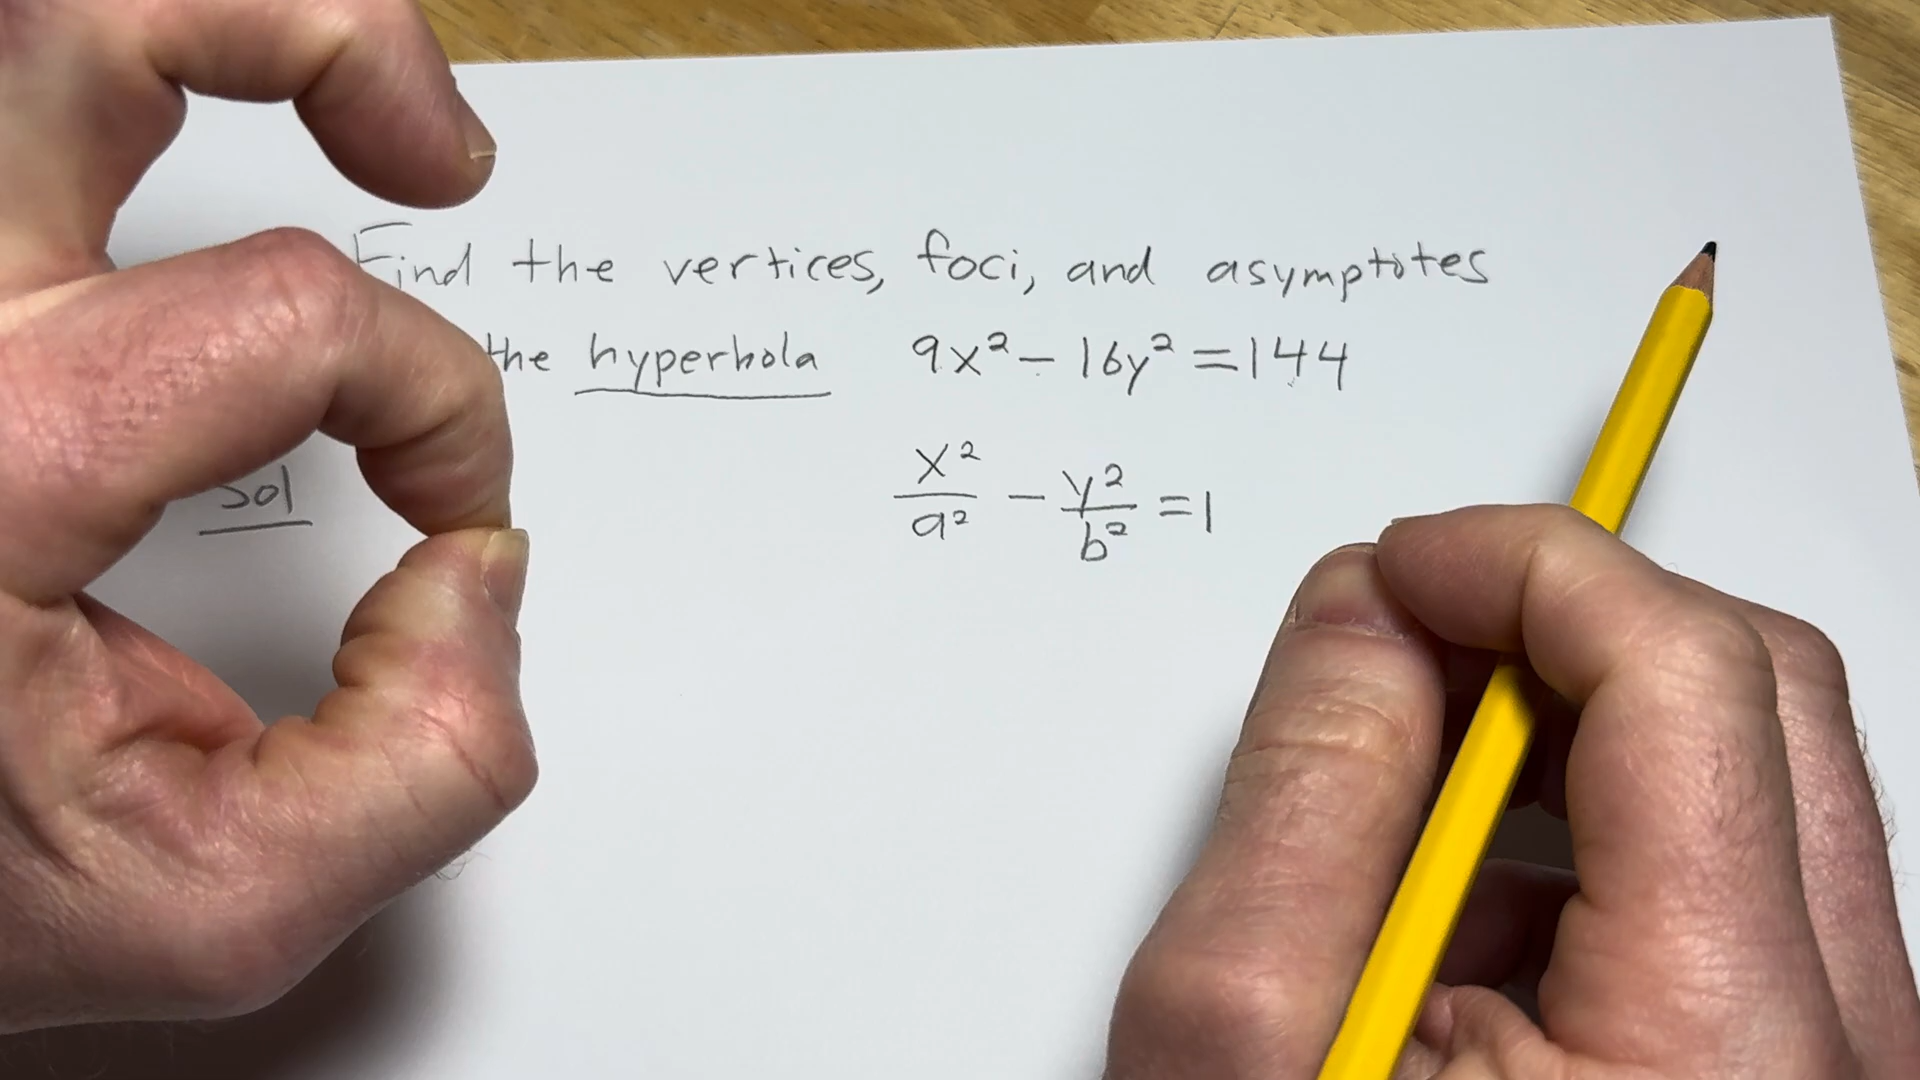 Find the vertices, foci, and asymptotes
the hyperbola 9x² - 16y² = 144
Sol
x²/a² - y²/b² = 1